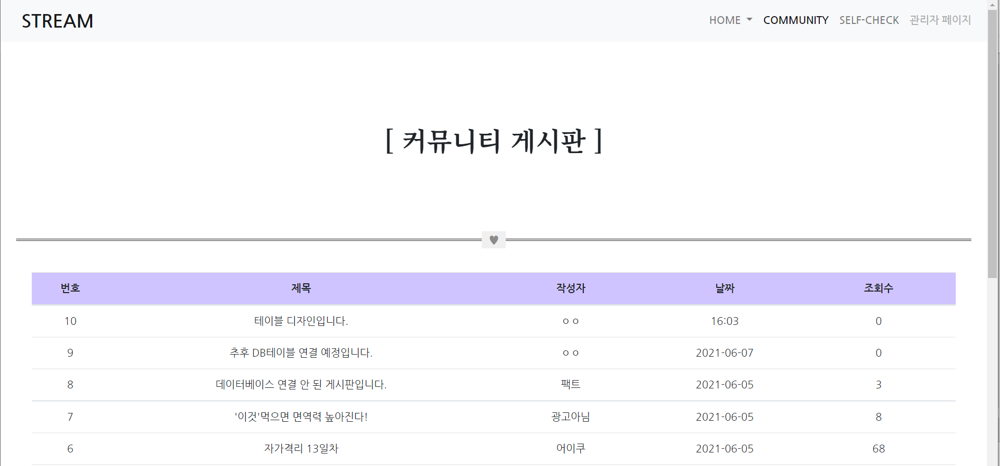 STREAM HOME COMMUNITY SELF-CHECK 관리자 페이지
[ 커뮤니티 게시판 ]
번호 제목 작성자 날짜 조회수
10 테이블 디자인입니다. ㅇㅇ 16:03 0
9 추후 DB테이블 연결 예정입니다. ㅇㅇ 2021-06-07 0
8 데이터베이스 연결 안 된 게시판입니다. 팩트 2021-06-05 3
7 '이것'먹으면 면역력 높아진다! 광고아님 2021-06-05 8
6 자가격리 13일차 어이쿠 2021-06-05 68